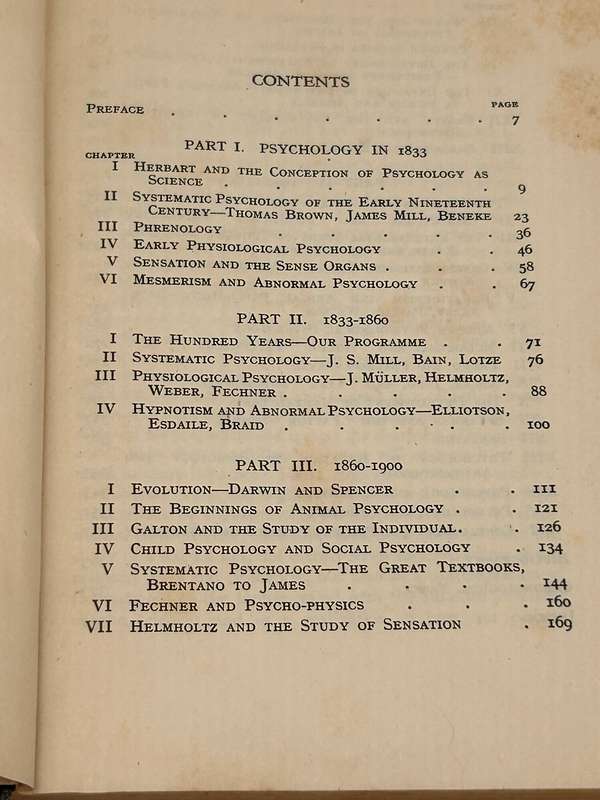 CONTENTS
PAGE
PREFACE . . . . . . . 7
PART I. PSYCHOLOGY IN 1833
CHAPTER
I HERBART AND THE CONCEPTION OF PSYCHOLOGY AS
SCIENCE . . . . . . 9
II SYSTEMATIC PSYCHOLOGY OF THE EARLY NINETEENTH
CENTURY—THOMAS BROWN, JAMES MILL, BENEKE 23
III PHRENOLOGY . . . . . 36
IV EARLY PHYSIOLOGICAL PSYCHOLOGY . . 46
V SENSATION AND THE SENSE ORGANS . . . 58
VI MESMERISM AND ABNORMAL PSYCHOLOGY . . 67
PART II. 1833-1860
I THE HUNDRED YEARS—OUR PROGRAMME . . 71
II SYSTEMATIC PSYCHOLOGY—J. S. MILL, BAIN, LOTZE 76
III PHYSIOLOGICAL PSYCHOLOGY—J. MÜLLER, HELMHOLTZ,
WEBER, FECHNER . . . . . 88
IV HYPNOTISM AND ABNORMAL PSYCHOLOGY—ELLIOTSON,
ESDAILE, BRAID . . . . . 100
PART III. 1860-1900
I EVOLUTION—DARWIN AND SPENCER . . 111
II THE BEGINNINGS OF ANIMAL PSYCHOLOGY . . 121
III GALTON AND THE STUDY OF THE INDIVIDUAL . . 126
IV CHILD PSYCHOLOGY AND SOCIAL PSYCHOLOGY . 134
V SYSTEMATIC PSYCHOLOGY—THE GREAT TEXTBOOKS,
BRENTANO TO JAMES . . . . 144
VI FECHNER AND PSYCHO-PHYSICS . . . 160
VII HELMHOLTZ AND THE STUDY OF SENSATION . 169